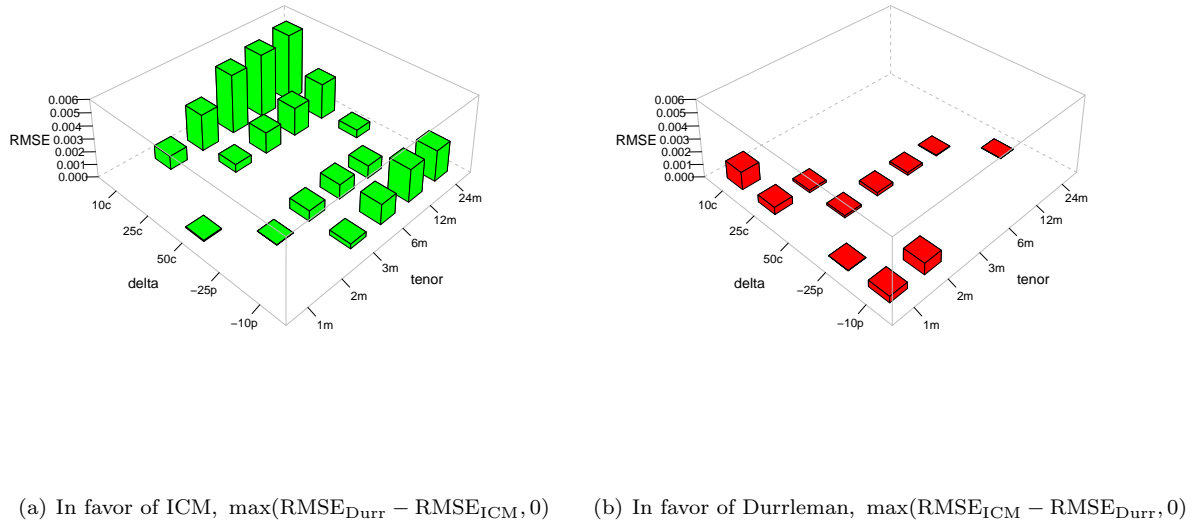 0.006
0.005
0.004
RMSE 0.003
0.002
0.001
0.000
10c
25c
50c
−25p
−10p
delta
24m
12m
6m
3m
2m
1m
tenor
0.006
0.005
0.004
RMSE 0.003
0.002
0.001
0.000
10c
25c
50c
−25p
−10p
delta
24m
12m
6m
3m
2m
1m
tenor
(a) In favor of ICM, max(RMSE_Durr − RMSE_ICM, 0)
(b) In favor of Durrleman, max(RMSE_ICM − RMSE_Durr, 0)